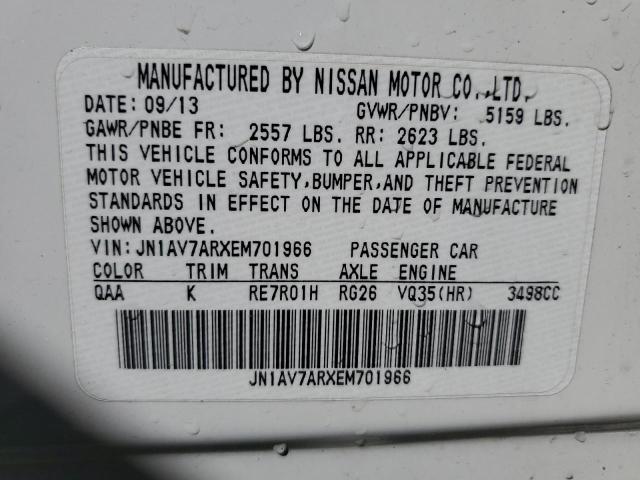 MANUFACTURED BY NISSAN MOTOR CO.,LTD.
DATE: 09/13 GVWR/PNBV: 5159 LBS.
GAWR/PNBE FR: 2557 LBS. RR: 2623 LBS.
THIS VEHICLE CONFORMS TO ALL APPLICABLE FEDERAL
MOTOR VEHICLE SAFETY,BUMPER,AND THEFT PREVENTION
STANDARDS IN EFFECT ON THE DATE OF MANUFACTURE
SHOWN ABOVE.
VIN: JN1AV7ARXEM701966 PASSENGER CAR
COLOR TRIM TRANS AXLE ENGINE
QAA K RE7R01H RG26 VQ35(HR) 3498CC
JN1AV7ARXEM701966